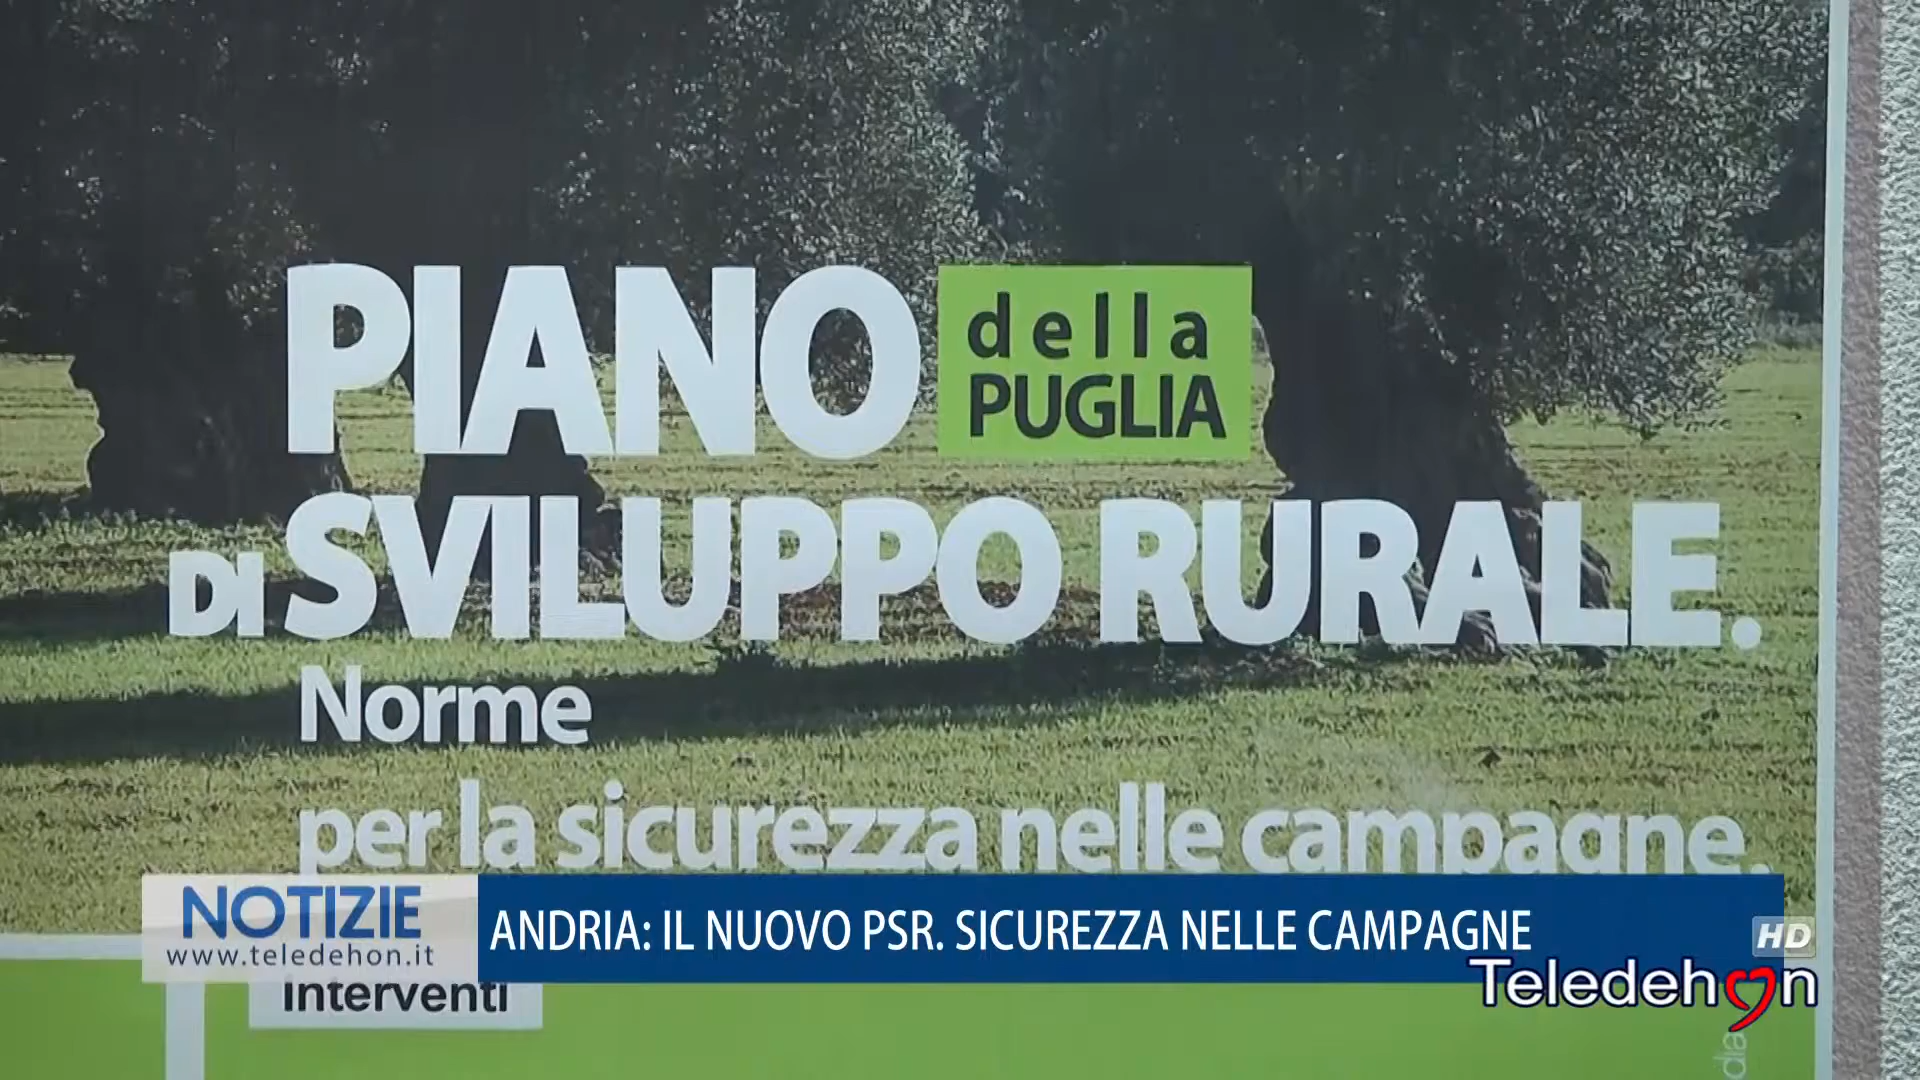 PIANO della
PUGLIA
DI SVILUPPO RURALE.
Norme
per la sicurezza nelle campagne.
NOTIZIE
www.teledehon.it
ANDRIA: IL NUOVO PSR. SICUREZZA NELLE CAMPAGNE
HD
Teledehon
Interventi